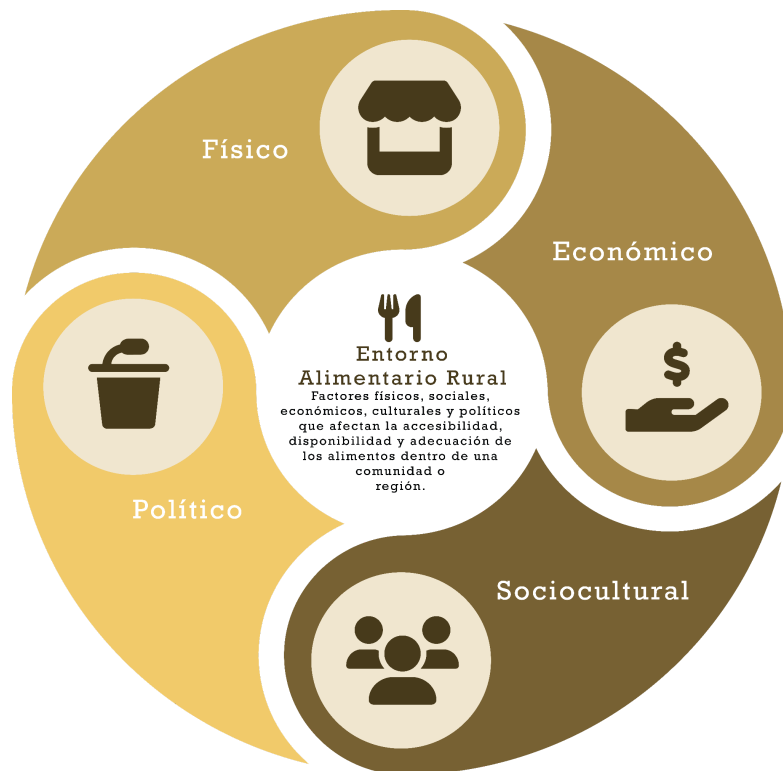 Físico
Económico
Entorno
Alimentario Rural
Factores físicos, sociales,
económicos, culturales y políticos
que afectan la accesibilidad,
disponibilidad y adecuación de
los alimentos dentro de una
comunidad o
región.
Político
Sociocultural
$